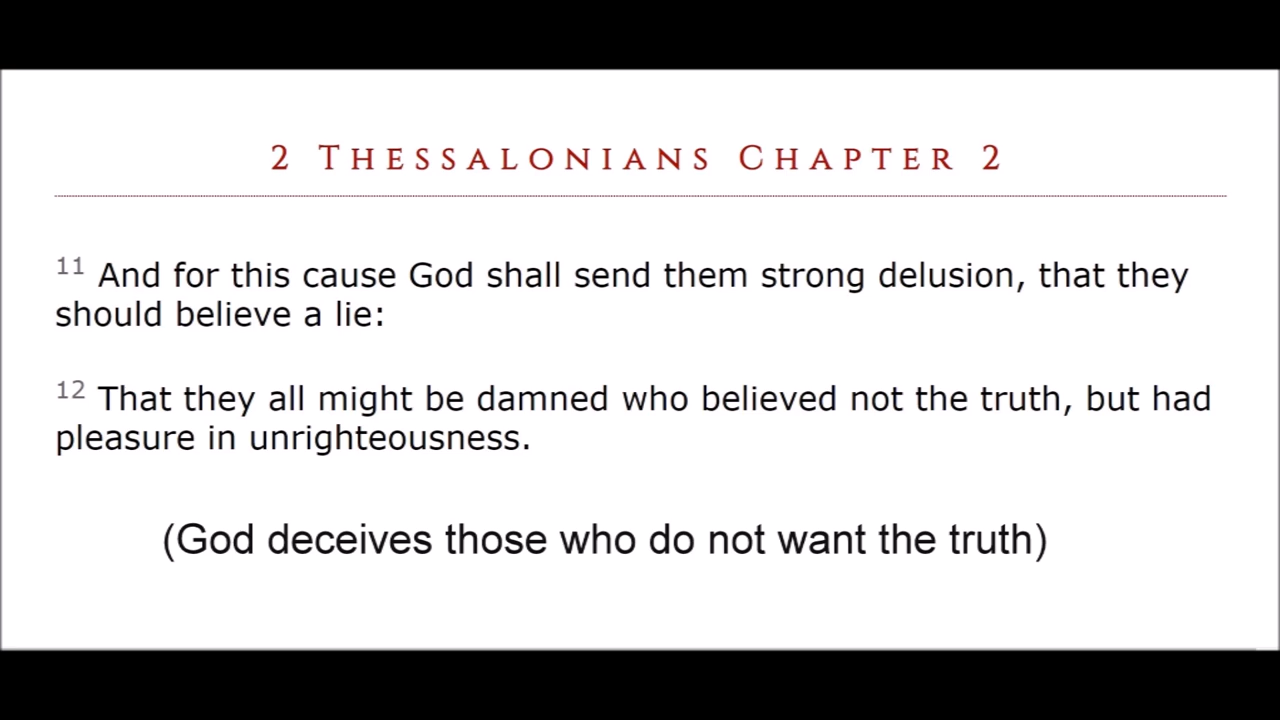 2 Thessalonians Chapter 2
11 And for this cause God shall send them strong delusion, that they
should believe a lie:
12 That they all might be damned who believed not the truth, but had
pleasure in unrighteousness.
(God deceives those who do not want the truth)